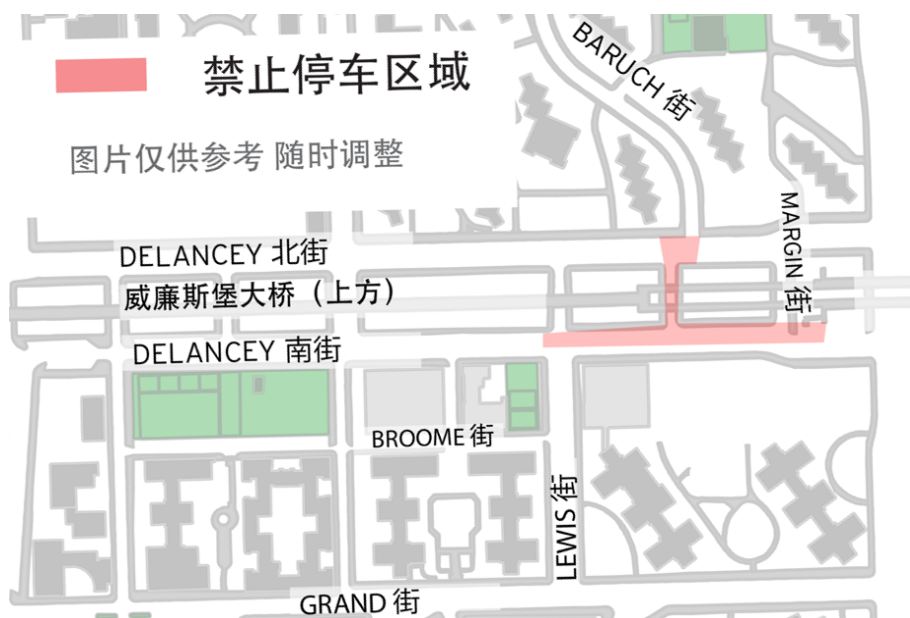 禁止停车区域
图片仅供参考 随时调整
BARUCH 街
MARGIN 街
DELANCEY 北街
威廉斯堡大桥（上方）
DELANCEY 南街
BROOME 街
LEWIS 街
GRAND 街